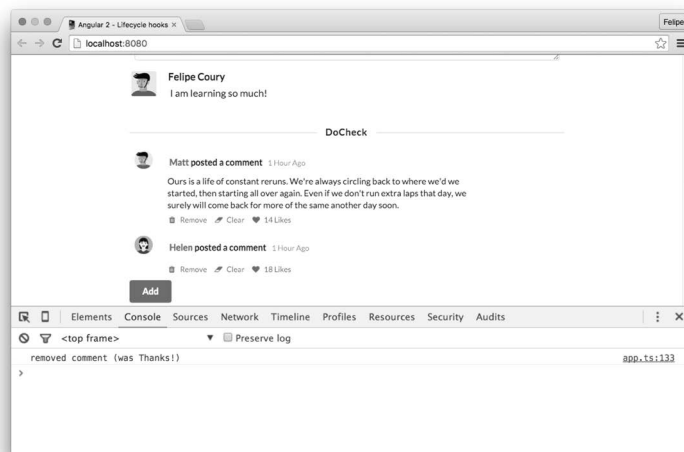 Angular 2 - Lifecycle hooks ×
Felipe
localhost:8080
Felipe Coury
I am learning so much!
DoCheck
Matt posted a comment 1 Hour Ago
Ours is a life of constant reruns. We're always circling back to where we'd we
started, then starting all over again. Even if we don't run extra laps that day, we
surely will come back for more of the same another day soon.
Remove Clear 14 Likes
Helen posted a comment 1 Hour Ago
Remove Clear 18 Likes
Add
Elements Console Sources Network Timeline Profiles Resources Security Audits
<top frame> ▼ Preserve log
removed comment (was Thanks!) app.ts:133
>